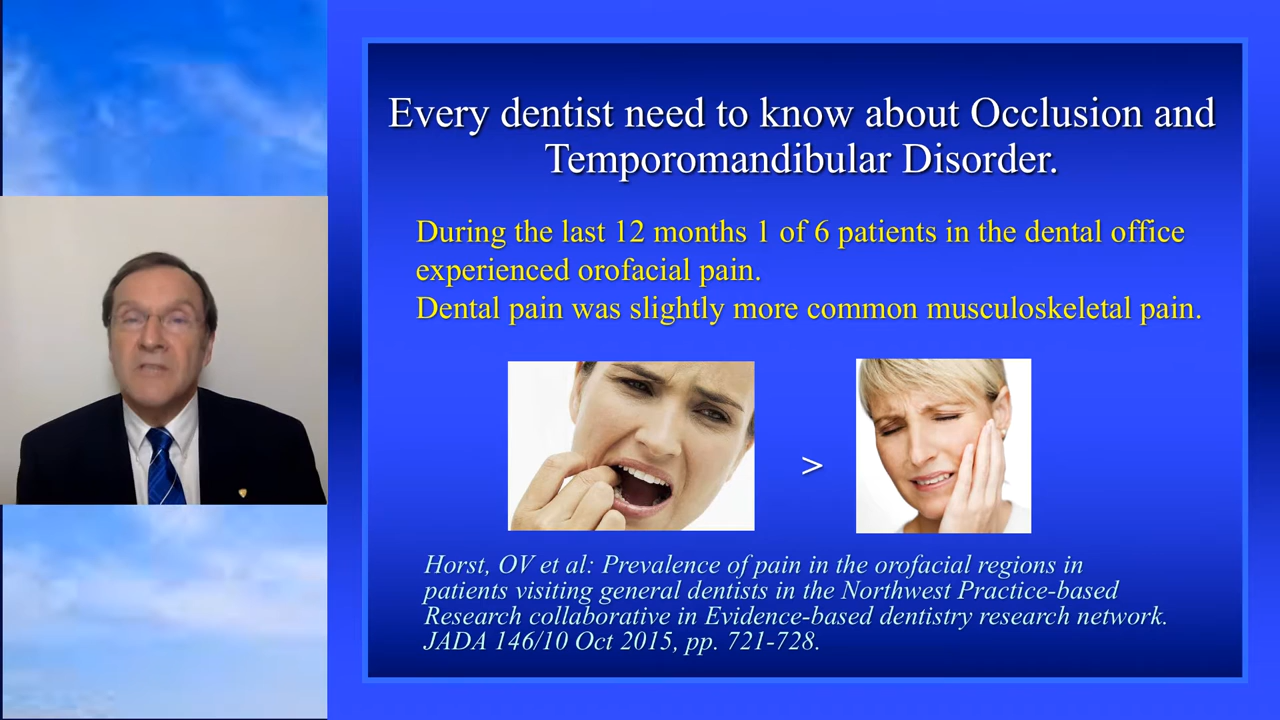 Every dentist need to know about Occlusion and
Temporomandibular Disorder.
During the last 12 months 1 of 6 patients in the dental office
experienced orofacial pain.
Dental pain was slightly more common musculoskeletal pain.
>
Horst, OV et al: Prevalence of pain in the orofacial regions in
patients visiting general dentists in the Northwest Practice-based
Research collaborative in Evidence-based dentistry research network.
JADA 146/10 Oct 2015, pp. 721-728.